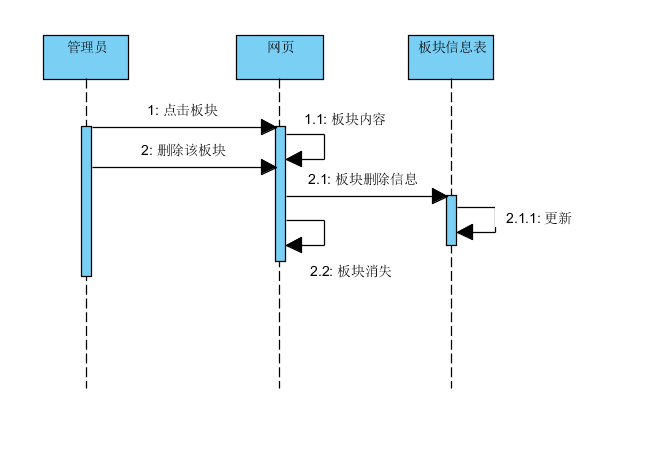 管理员
网页
板块信息表
1: 点击板块
1.1: 板块内容
2: 删除该板块
2.1: 板块删除信息
2.1.1: 更新
2.2: 板块消失